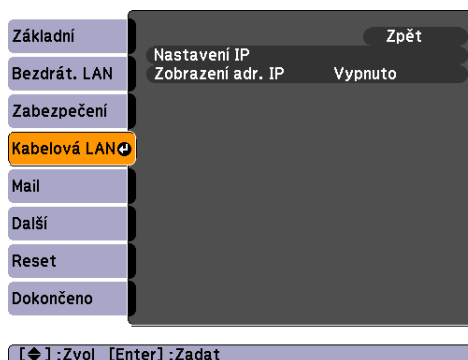 Základní
Bezdrát. LAN
Zabezpečení
Kabelová LAN
Mail
Další
Reset
Dokončeno
Zpět
Nastavení IP
Zobrazení adr. IP Vypnuto
[◆]:Zvol [Enter]:Zadat